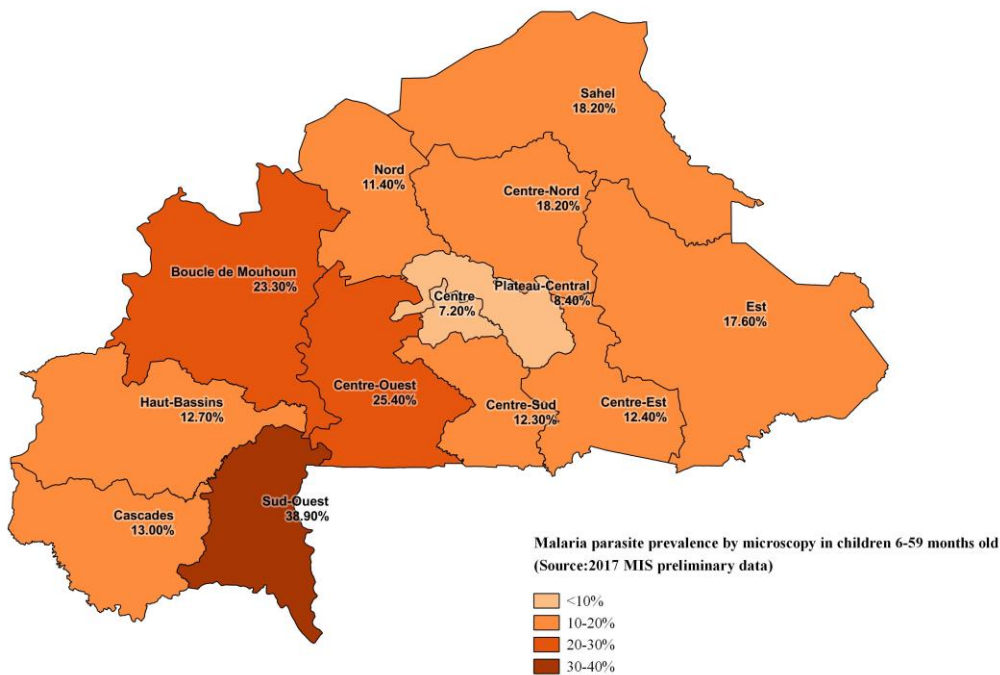 Sahel
18.20%
Nord
11.40%
Centre-Nord
18.20%
Boucle de Mouhoun
23.30%
Plateau-Central
8.40%
Centre
7.20%
Est
17.60%
Centre-Ouest
25.40%
Haut-Bassins
12.70%
Centre-Sud
12.30%
Centre-Est
12.40%
Sud-Ouest
38.90%
Cascades
13.00%
Malaria parasite prevalence by microscopy in children 6-59 months old
(Source:2017 MIS preliminary data)
<10%
10-20%
20-30%
30-40%